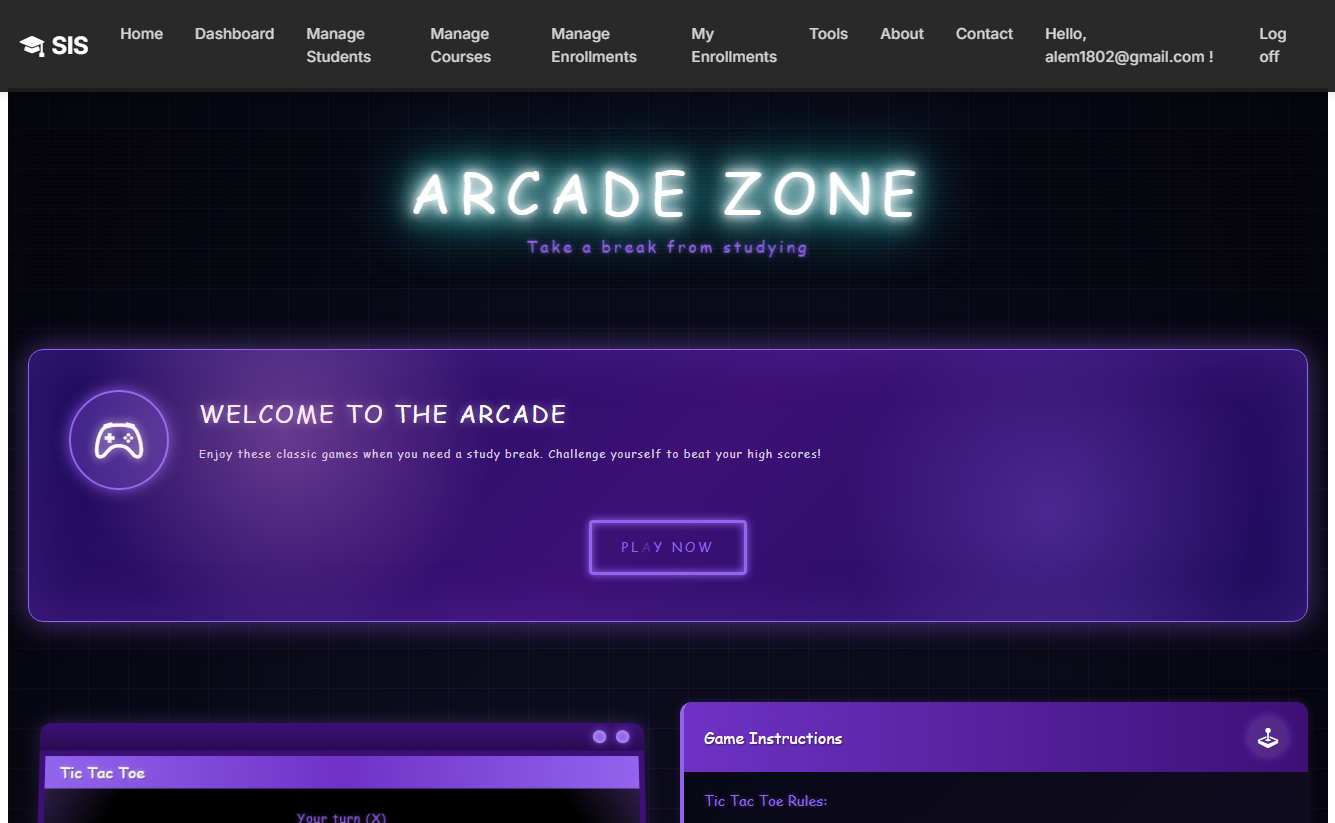 SIS
Home
Dashboard
Manage
Students
Manage
Courses
Manage
Enrollments
My
Enrollments
Tools
About
Contact
Hello,
alem1802@gmail.com !
Log
off
ARCADE ZONE
Take a break from studying
WELCOME TO THE ARCADE
Enjoy these classic games when you need a study break. Challenge yourself to beat your high scores!
PLAY NOW
Tic Tac Toe
Your turn (X)
Game Instructions
Tic Tac Toe Rules: